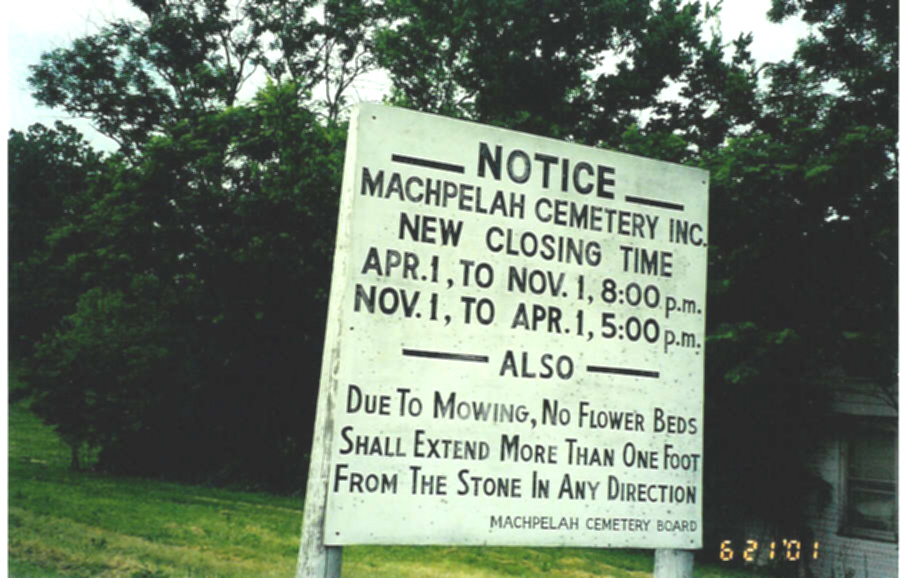 NOTICE
MACHPELAH CEMETERY INC.
NEW CLOSING TIME
APR. 1, TO NOV. 1, 8:00 p.m.
NOV. 1, TO APR. 1, 5:00 p.m.
ALSO
DUE TO MOWING, NO FLOWER BEDS
SHALL EXTEND MORE THAN ONE FOOT
FROM THE STONE IN ANY DIRECTION
MACHPELAH CEMETERY BOARD
6 21 '01